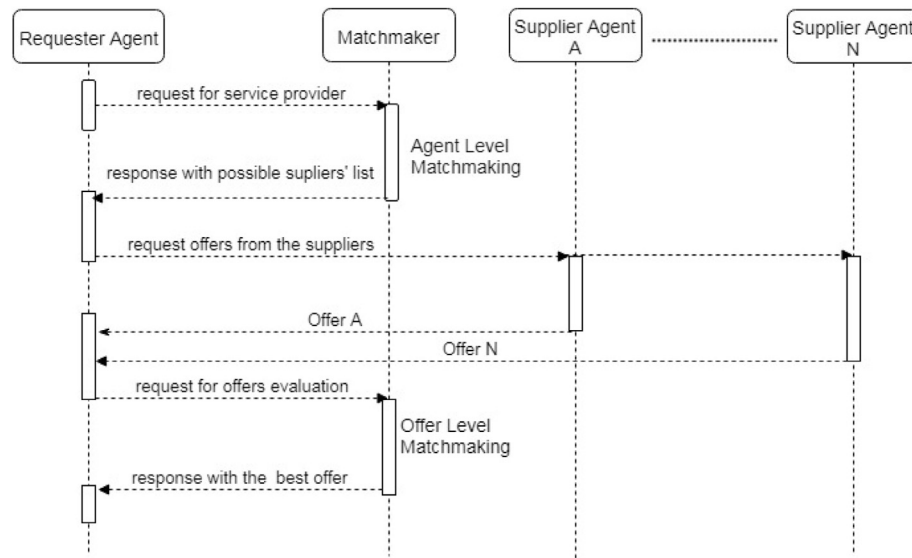 Requester Agent
Matchmaker
Supplier Agent
A
Supplier Agent
N
request for service provider
Agent Level
Matchmaking
response with possible supliers' list
request offers from the suppliers
Offer A
Offer N
request for offers evaluation
Offer Level
Matchmaking
response with the best offer